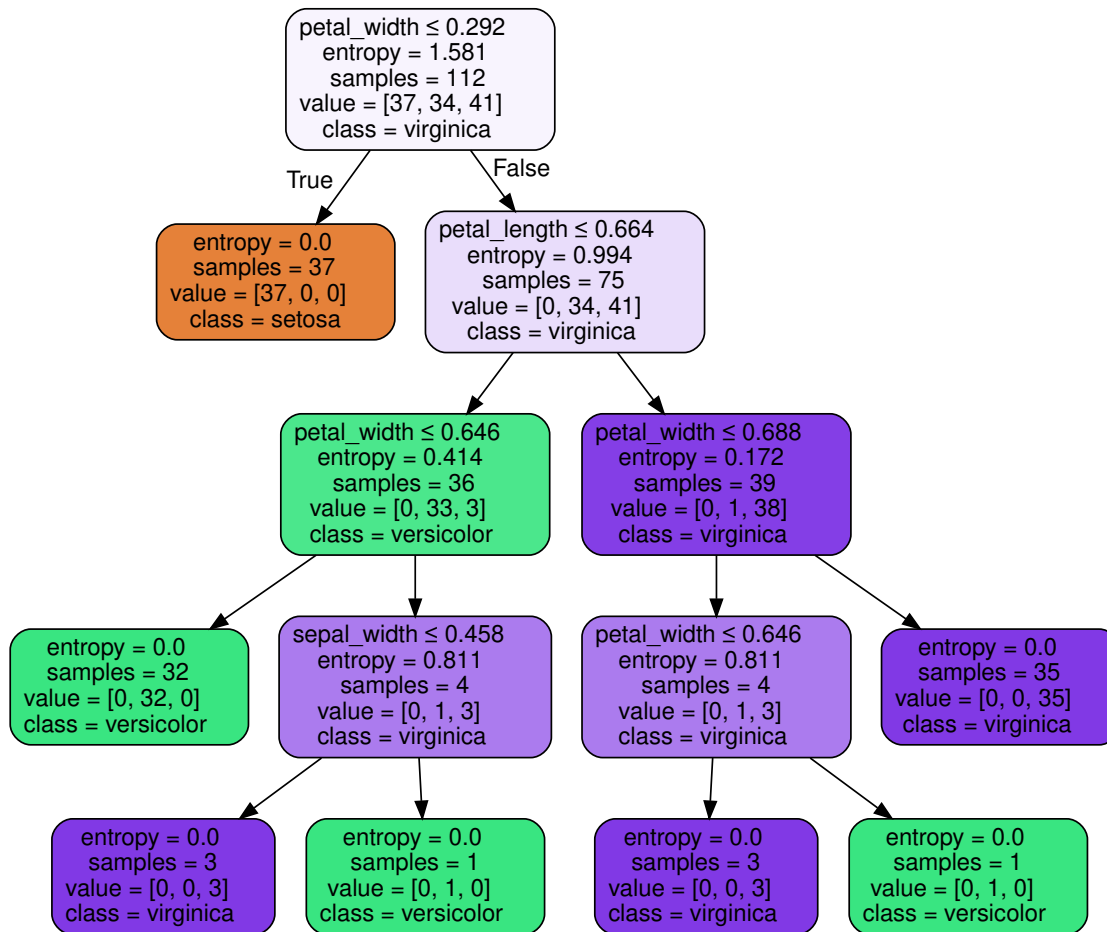 petal_width ≤ 0.292
entropy = 1.581
samples = 112
value = [37, 34, 41]
class = virginica
True
False
entropy = 0.0
samples = 37
value = [37, 0, 0]
class = setosa
petal_length ≤ 0.664
entropy = 0.994
samples = 75
value = [0, 34, 41]
class = virginica
petal_width ≤ 0.646
entropy = 0.414
samples = 36
value = [0, 33, 3]
class = versicolor
petal_width ≤ 0.688
entropy = 0.172
samples = 39
value = [0, 1, 38]
class = virginica
entropy = 0.0
samples = 32
value = [0, 32, 0]
class = versicolor
sepal_width ≤ 0.458
entropy = 0.811
samples = 4
value = [0, 1, 3]
class = virginica
petal_width ≤ 0.646
entropy = 0.811
samples = 4
value = [0, 1, 3]
class = virginica
entropy = 0.0
samples = 35
value = [0, 0, 35]
class = virginica
entropy = 0.0
samples = 3
value = [0, 0, 3]
class = virginica
entropy = 0.0
samples = 1
value = [0, 1, 0]
class = versicolor
entropy = 0.0
samples = 3
value = [0, 0, 3]
class = virginica
entropy = 0.0
samples = 1
value = [0, 1, 0]
class = versicolor